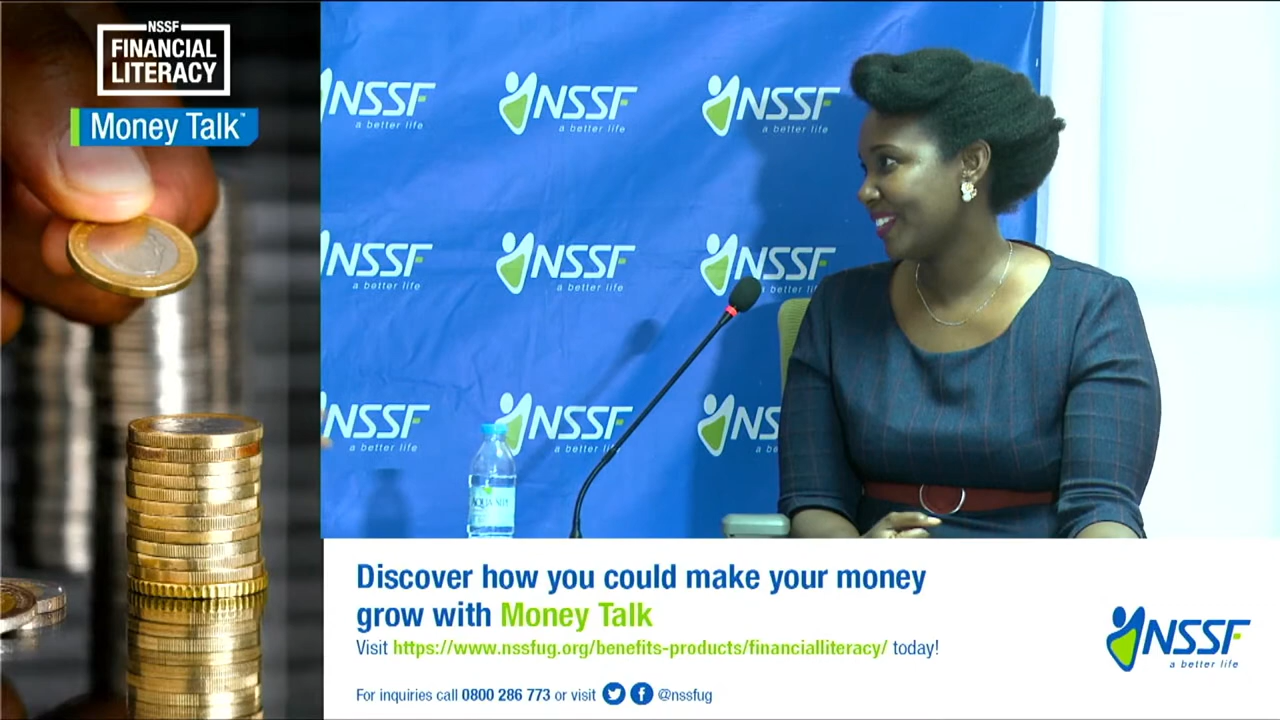 NSSF
FINANCIAL
LITERACY
Money Talk™
NSSF
a better life
NSSF
a better life
NSSF
a better life
NSSF
a better life
NSSF
a better life
NSSF
a better life
NSSF
a better life
NSSF
a better life
NS
a be
Discover how you could make your money
grow with Money Talk
Visit https://www.nssfug.org/benefits-products/financialliteracy/ today!
For inquiries call 0800 286 773 or visit @nssfug
NSSF
a better life